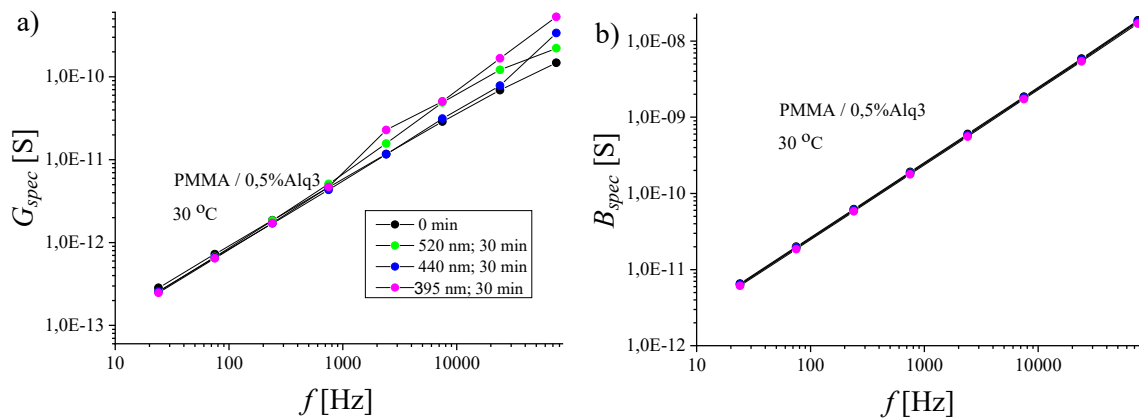 a)
G_spec [S]
1,0E-10
1,0E-11
1,0E-12
1,0E-13
PMMA / 0,5%Alq3
30 °C
0 min
520 nm; 30 min
440 nm; 30 min
395 nm; 30 min
10 100 1000 10000
f [Hz]
b)
B_spec [S]
1,0E-08
1,0E-09
1,0E-10
1,0E-11
1,0E-12
PMMA / 0,5%Alq3
30 °C
10 100 1000 10000
f [Hz]